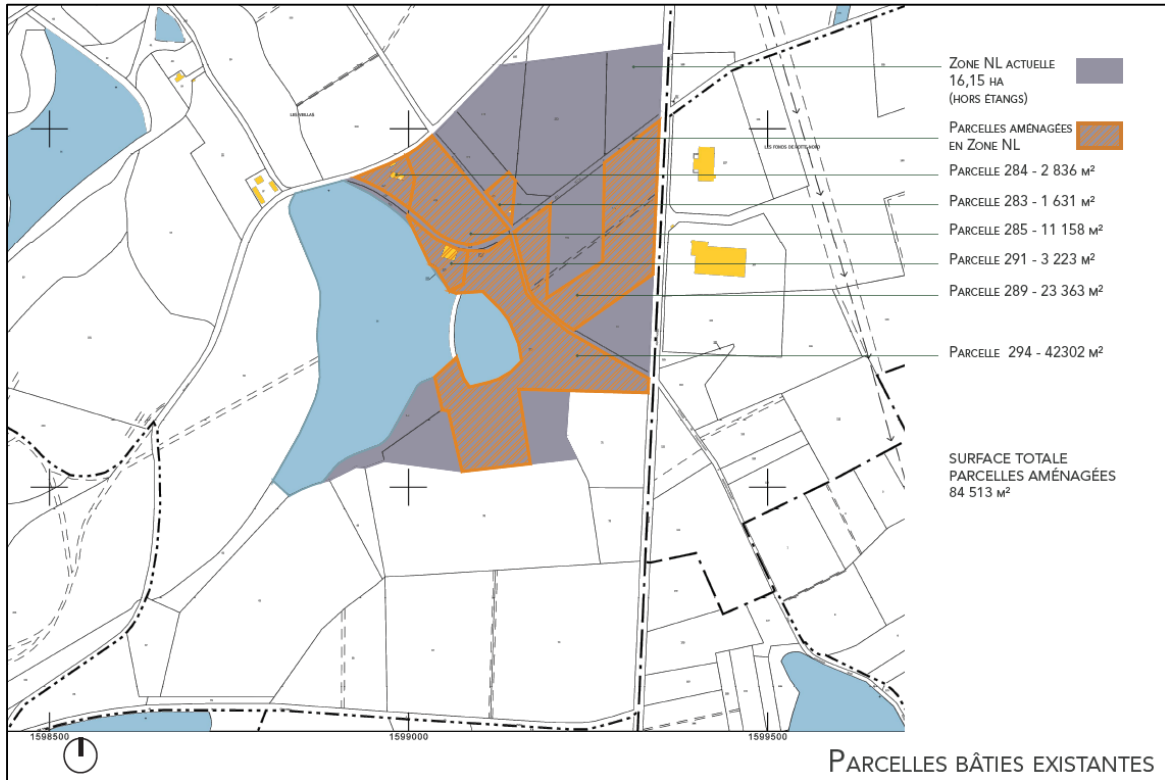 ZONE NL ACTUELLE
16,15 HA
(HORS ÉTANGS)
PARCELLES AMÉNAGÉES
EN ZONE NL
PARCELLE 284 - 2 836 M²
PARCELLE 283 - 1 631 M²
PARCELLE 285 - 11 158 M²
PARCELLE 291 - 3 223 M²
PARCELLE 289 - 23 363 M²
PARCELLE 294 - 42302 M²
SURFACE TOTALE
PARCELLES AMÉNAGÉES
84 513 M²
1598500
1599000
1599500
PARCELLES BÂTIES EXISTANTES